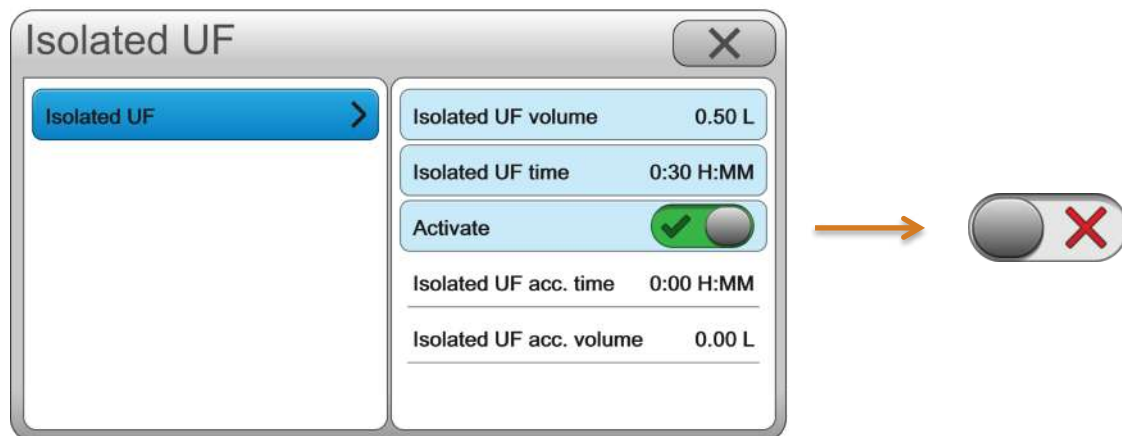 Isolated UF
Isolated UF
Isolated UF volume 0.50 L
Isolated UF time 0:30 H:MM
Activate
Isolated UF acc. time 0:00 H:MM
Isolated UF acc. volume 0.00 L